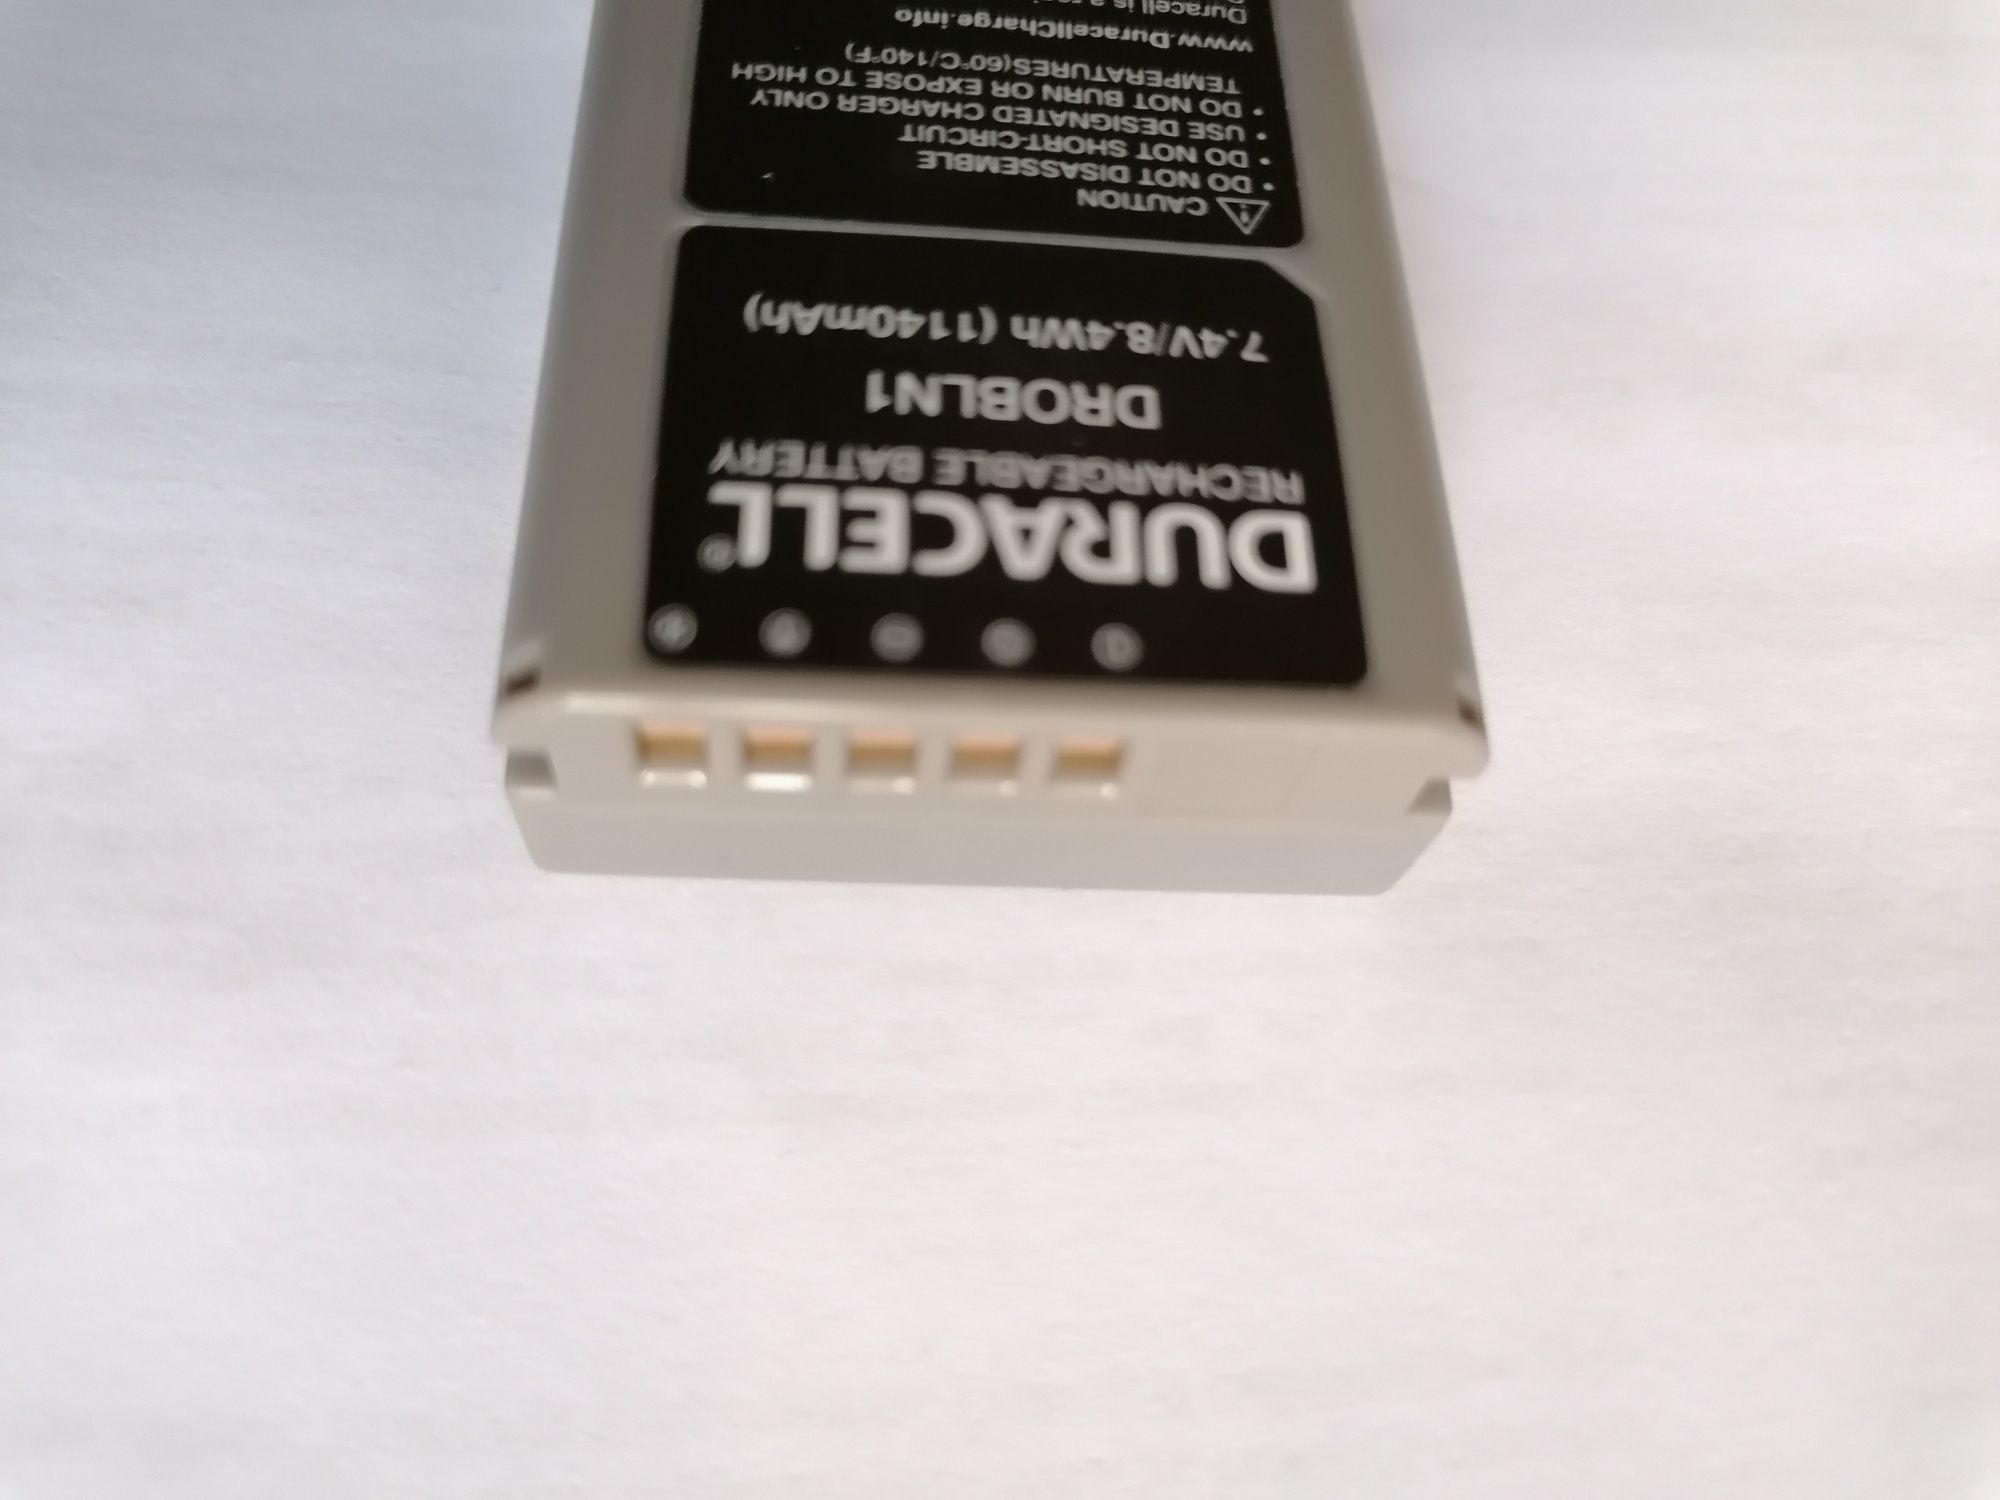 DURACELL®
RECHARGEABLE BATTERY
DROBLN1
7.4V/8.4Wh (1140mAh)
CAUTION
• DO NOT DISASSEMBLE
• DO NOT SHORT-CIRCUIT
• USE DESIGNATED CHARGER ONLY
• DO NOT BURN OR EXPOSE TO HIGH
TEMPERATURES(60°C/140°F)
www.DuracellCharge.info
Duracell is a